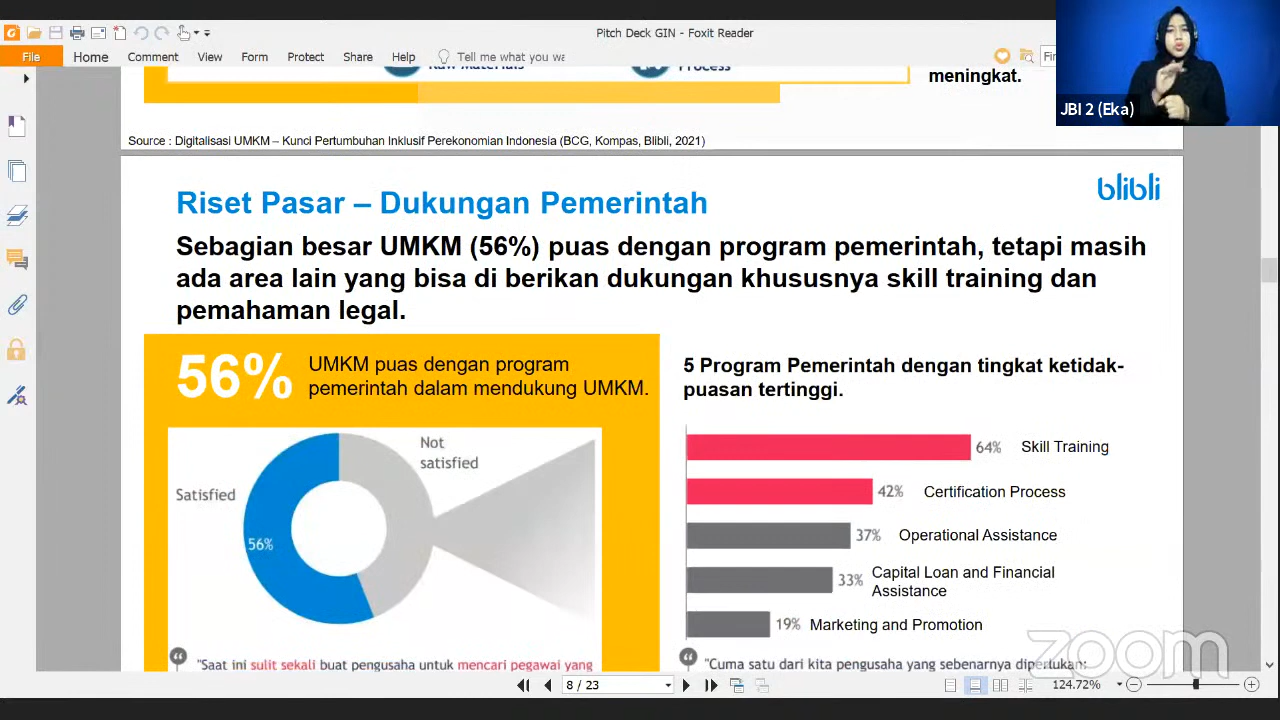 Pitch Deck GIN - Foxit Reader
File Home Comment View Form Protect Share Help Tell me what you wa
JBI 2 (Eka)
Raw Materials Process
meningkat.
Source : Digitalisasi UMKM – Kunci Pertumbuhan Inklusif Perekonomian Indonesia (BCG, Kompas, Blibli, 2021)
blibli
Riset Pasar – Dukungan Pemerintah
Sebagian besar UMKM (56%) puas dengan program pemerintah, tetapi masih
ada area lain yang bisa di berikan dukungan khususnya skill training dan
pemahaman legal.
56%
UMKM puas dengan program
pemerintah dalam mendukung UMKM.
Not
satisfied
Satisfied
56%
"Saat ini sulit sekali buat pengusaha untuk mencari pegawai yang
5 Program Pemerintah dengan tingkat ketidak-
puasan tertinggi.
64% Skill Training
42% Certification Process
37% Operational Assistance
33% Capital Loan and Financial
Assistance
19% Marketing and Promotion
"Cuma satu dari kita pengusaha yang sebenarnya diperlukan:
zoom
8 / 23
124.72%